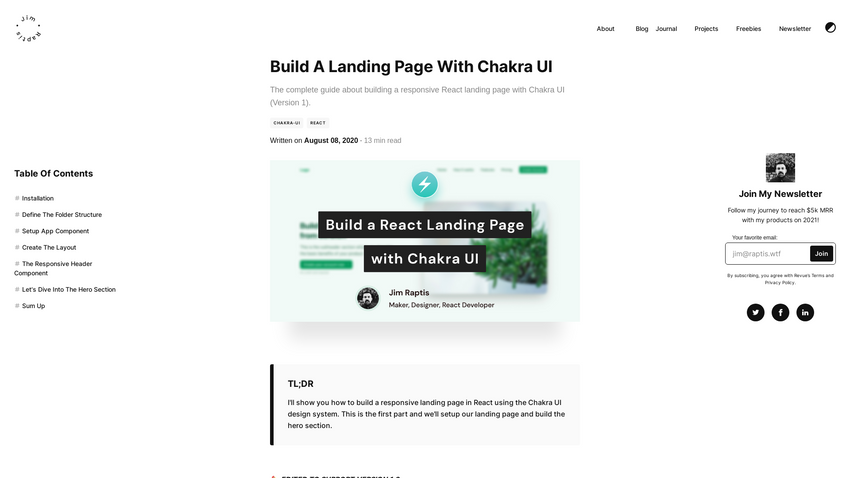 Jim Raptis
About Blog Journal Projects Freebies Newsletter
Build A Landing Page With Chakra UI
The complete guide about building a responsive React landing page with Chakra UI
(Version 1).
CHAKRA-UI REACT
Written on August 08, 2020 - 13 min read
Table Of Contents
# Installation
# Define The Folder Structure
# Setup App Component
# Create The Layout
# The Responsive Header
Component
# Let's Dive Into The Hero Section
# Sum Up
Build a React Landing Page
with Chakra UI
Jim Raptis
Maker, Designer, React Developer
Join My Newsletter
Follow my journey to reach $5k MRR
with my products on 2021!
Your favorite email:
jim@raptis.wtf Join
By subscribing, you agree with Revue's Terms and
Privacy Policy.
TL;DR
I'll show you how to build a responsive landing page in React using the Chakra UI
design system. This is the first part and we'll setup our landing page and build the
hero section.